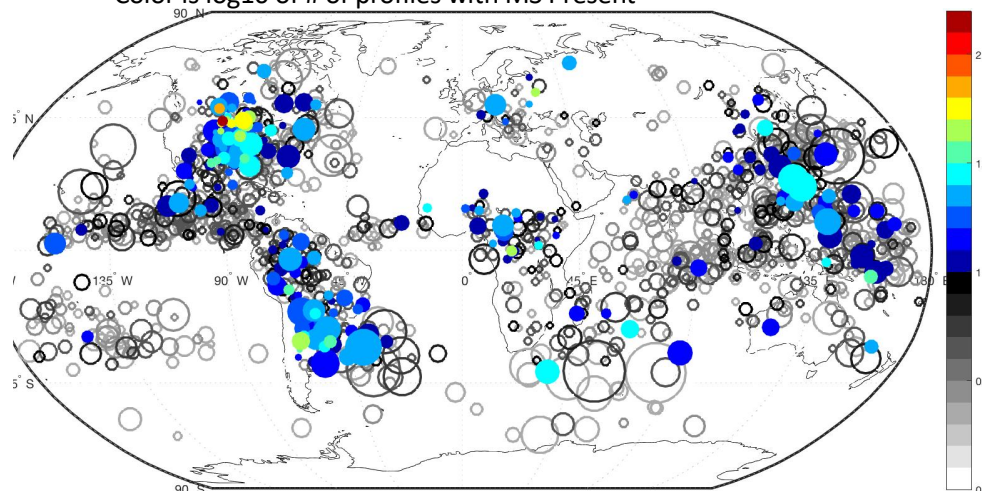 Color is log10 of # of profiles with MS Present
90° N
5° N
2
135° W
90° W
0°
45° E
135°
180° E
1
5° S
0
90° S
0